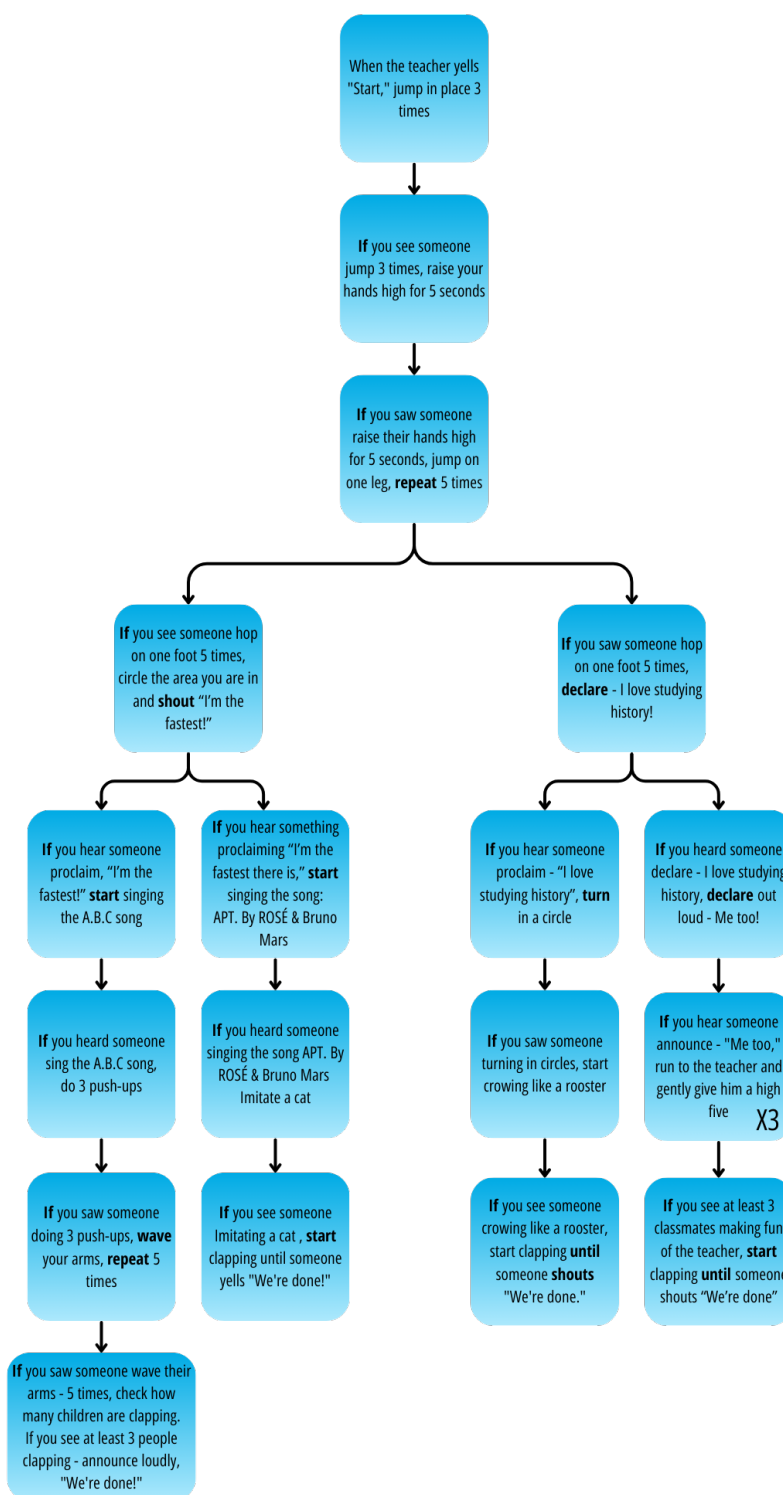 When the teacher yells
"Start," jump in place 3
times
If you see someone
jump 3 times, raise your
hands high for 5 seconds
If you saw someone
raise their hands high
for 5 seconds, jump on
one leg, repeat 5 times
If you see someone hop
on one foot 5 times,
circle the area you are in
and shout “I’m the
fastest!”
If you saw someone hop
on one foot 5 times,
declare - I love studying
history!
If you hear someone
proclaim, “I’m the
fastest!” start singing
the A.B.C song
If you hear something
proclaiming “I’m the
fastest there is,” start
singing the song:
APT. By ROSÉ & Bruno
Mars
If you hear someone
proclaim - “I love
studying history”, turn
in a circle
If you heard someone
declare - I love studying
history, declare out
loud - Me too!
If you heard someone
sing the A.B.C song,
do 3 push-ups
If you heard someone
singing the song APT. By
ROSÉ & Bruno Mars
Imitate a cat
If you saw someone
turning in circles, start
crowing like a rooster
If you hear someone
announce - "Me too,"
run to the teacher and
gently give him a high
five
X3
If you saw someone
doing 3 push-ups, wave
your arms, repeat 5
times
If you see someone
Imitating a cat , start
clapping until someone
yells "We're done!"
If you see someone
crowing like a rooster,
start clapping until
someone shouts
"We're done."
If you see at least 3
classmates making fun
of the teacher, start
clapping until someone
shouts “We’re done”
If you saw someone wave their
arms - 5 times, check how
many children are clapping.
If you see at least 3 people
clapping - announce loudly,
"We're done!"